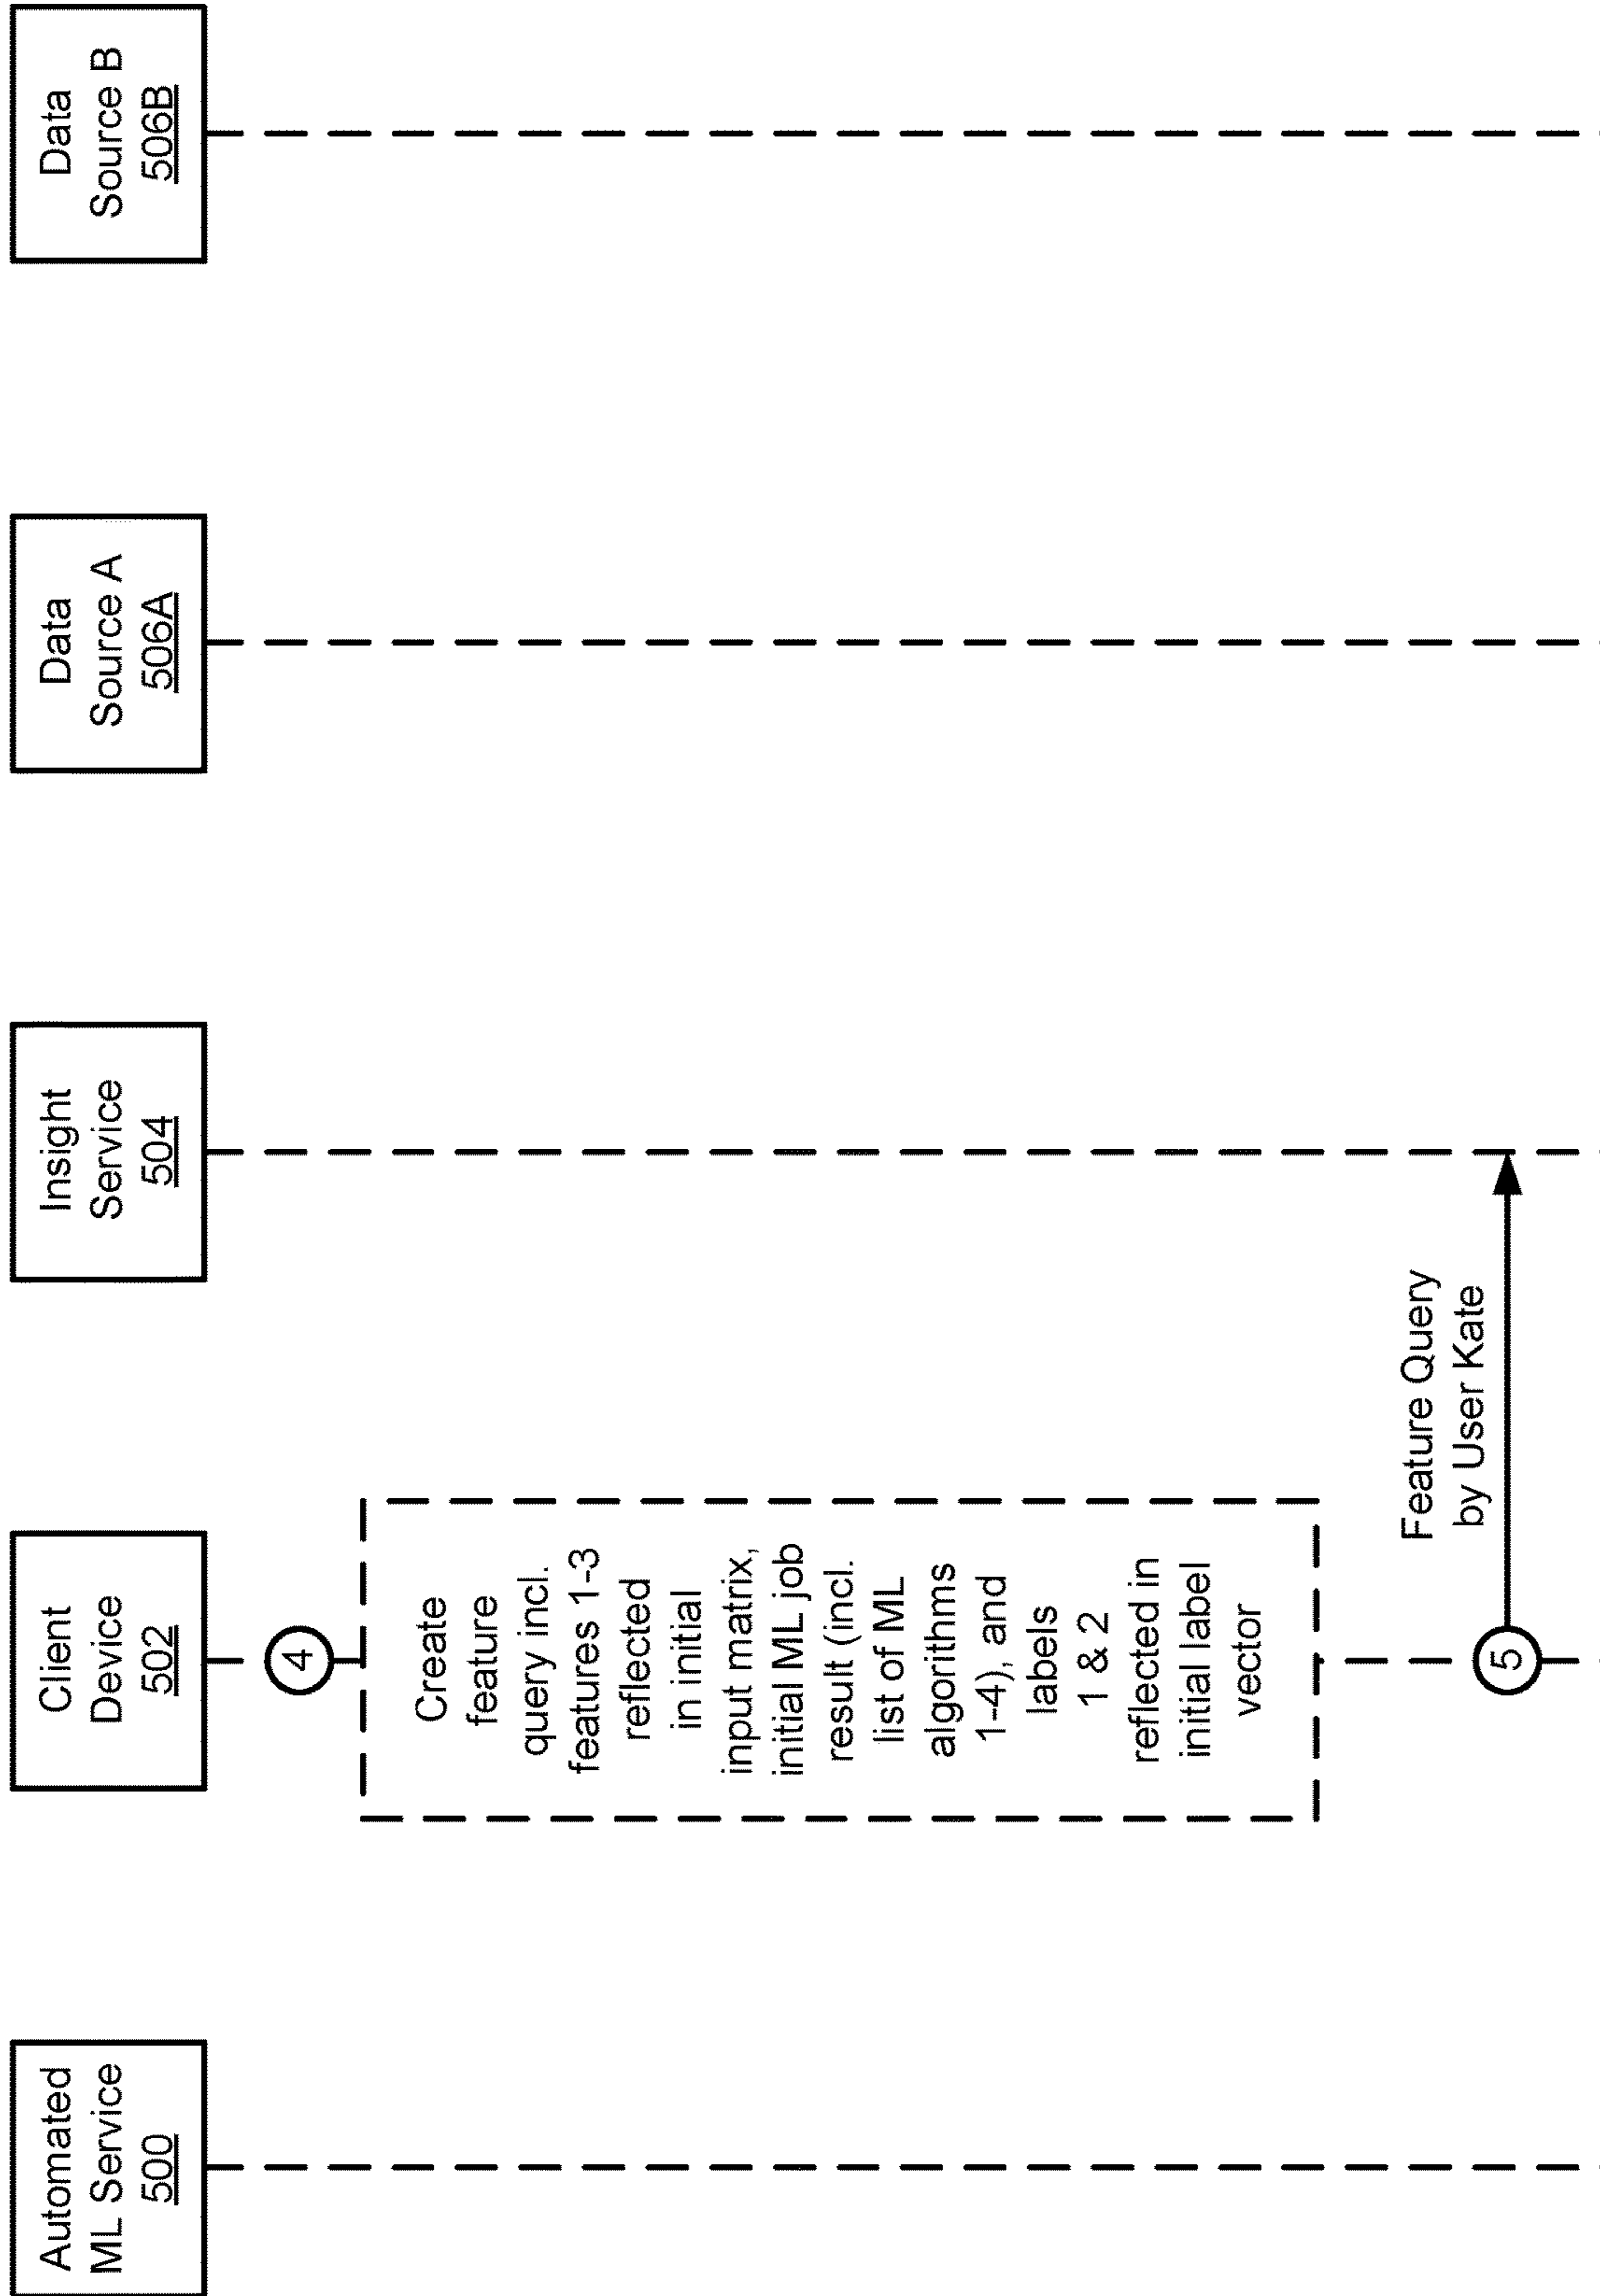 Automated
ML Service
500
Client
Device
502
Insight
Service
504
Data
Source A
506A
Data
Source B
506B
4
Create
feature
query incl.
features 1-3
reflected
in initial
input matrix,
initial ML job
result (incl.
list of ML
algorithms
1-4), and
labels
1 & 2
reflected in
initial label
vector
Feature Query
by User Kate
5